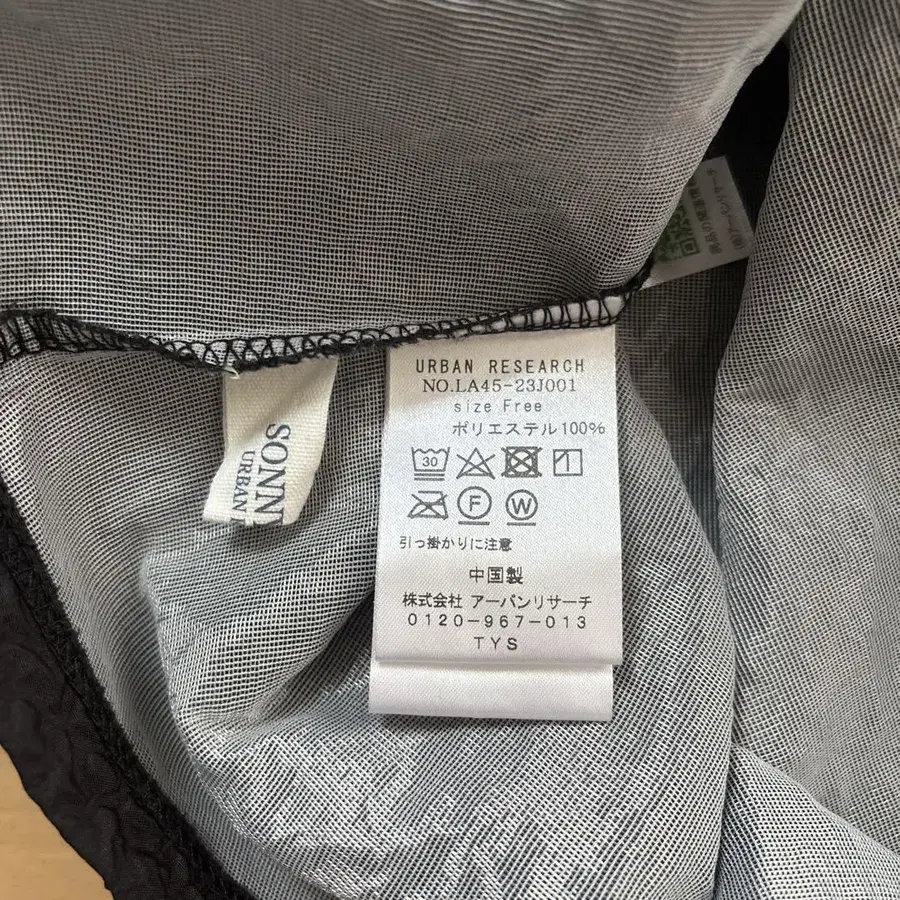 URBAN RESEARCH
NO.LA45-23J001
size Free
ポリエステル100%
30
F
W
引っ掛かりに注意
中国製
株式会社 アーバンリサーチ
0120-967-013
TYS
SONN
URBAN